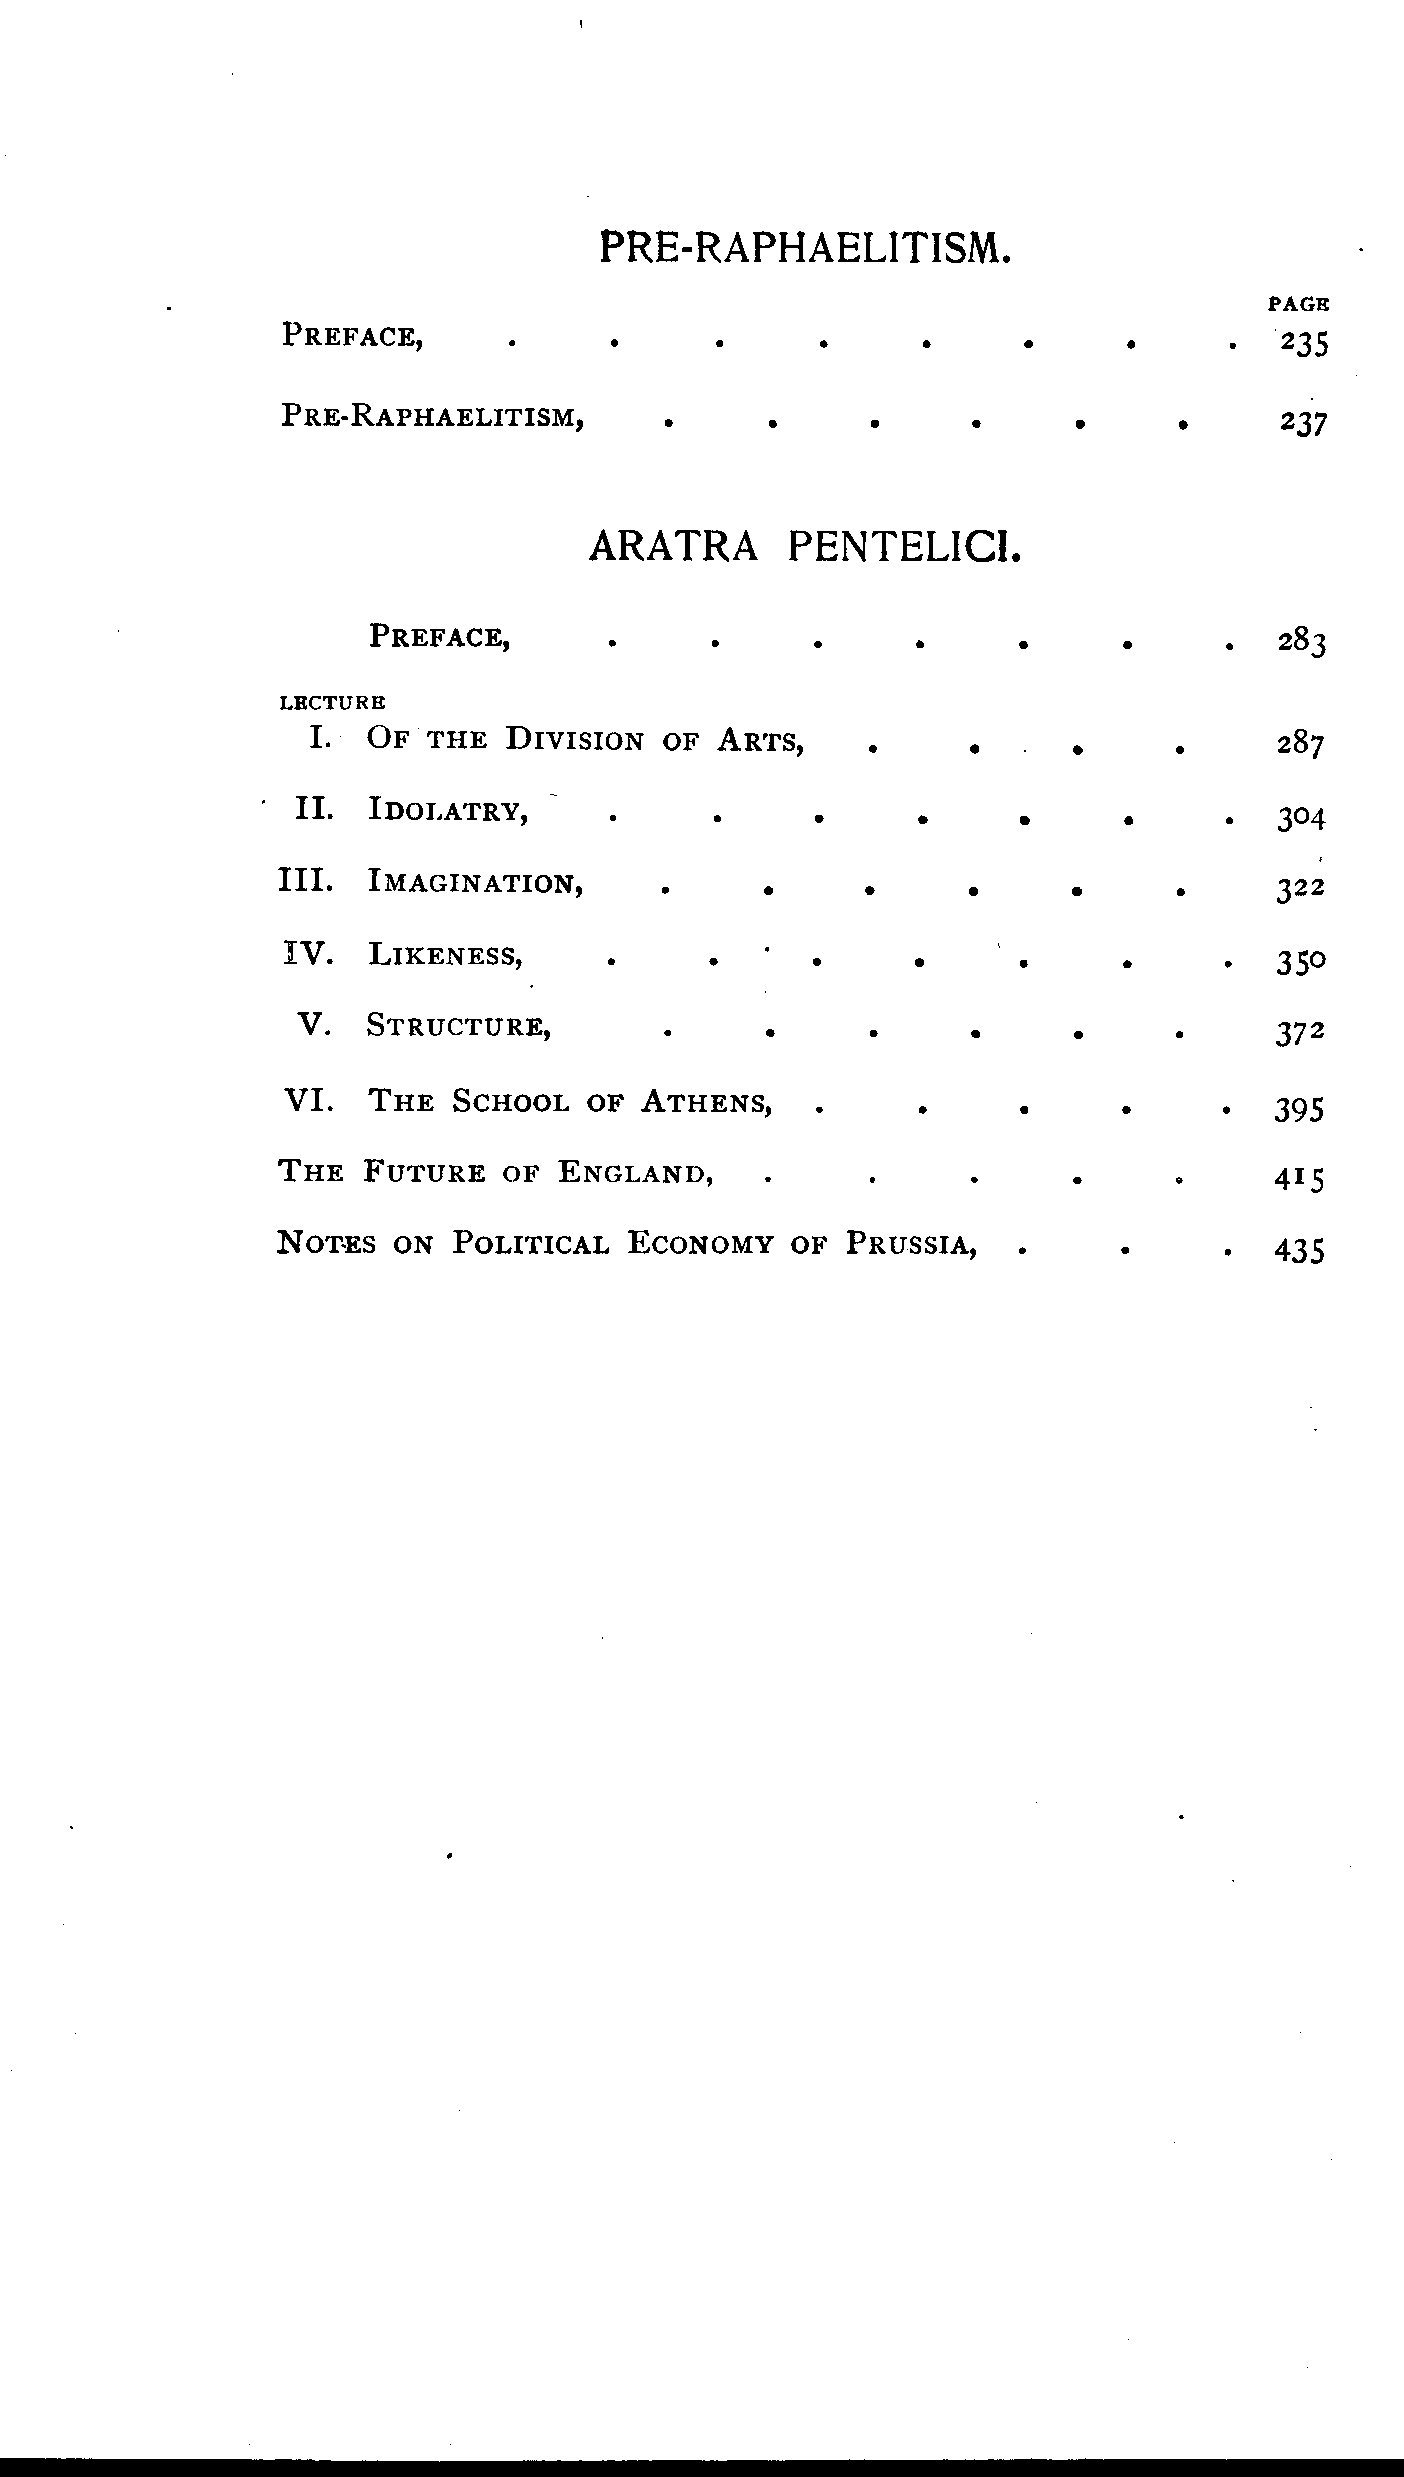 PRE-RAPHAELITISM.
PAGE
PREFACE, . . . . . . . . 235
PRE-RAPHAELITISM, . . . . . . 237
ARATRA PENTELICI.
PREFACE, . . . . . . . 283
LECTURE
I. OF THE DIVISION OF ARTS, . . . . 287
II. IDOLATRY, . . . . . . . 304
III. IMAGINATION, . . . . . . 322
IV. LIKENESS, . . . . . . . 350
V. STRUCTURE, . . . . . . 372
VI. THE SCHOOL OF ATHENS, . . . . . 395
THE FUTURE OF ENGLAND, . . . . . 415
NOTES ON POLITICAL ECONOMY OF PRUSSIA, . . . 435